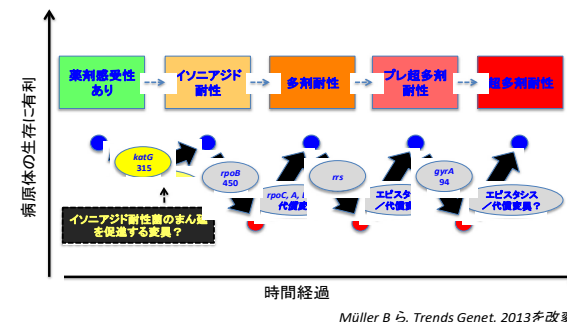 薬剤感受性
あり
イソニアジド
耐性
多剤耐性
プレ超多剤
耐性
超多剤耐性
病原体の生存に有利
katG
315
rpoB
450
rpoC, A,
代償変
rrs
エピスタシ
/代償変異
gyrA
94
エピスタシス
/代償変異?
イソニアジド耐性菌のまん延
を促進する変異?
時間経過
Müller B ら, Trends Genet. 2013を改変